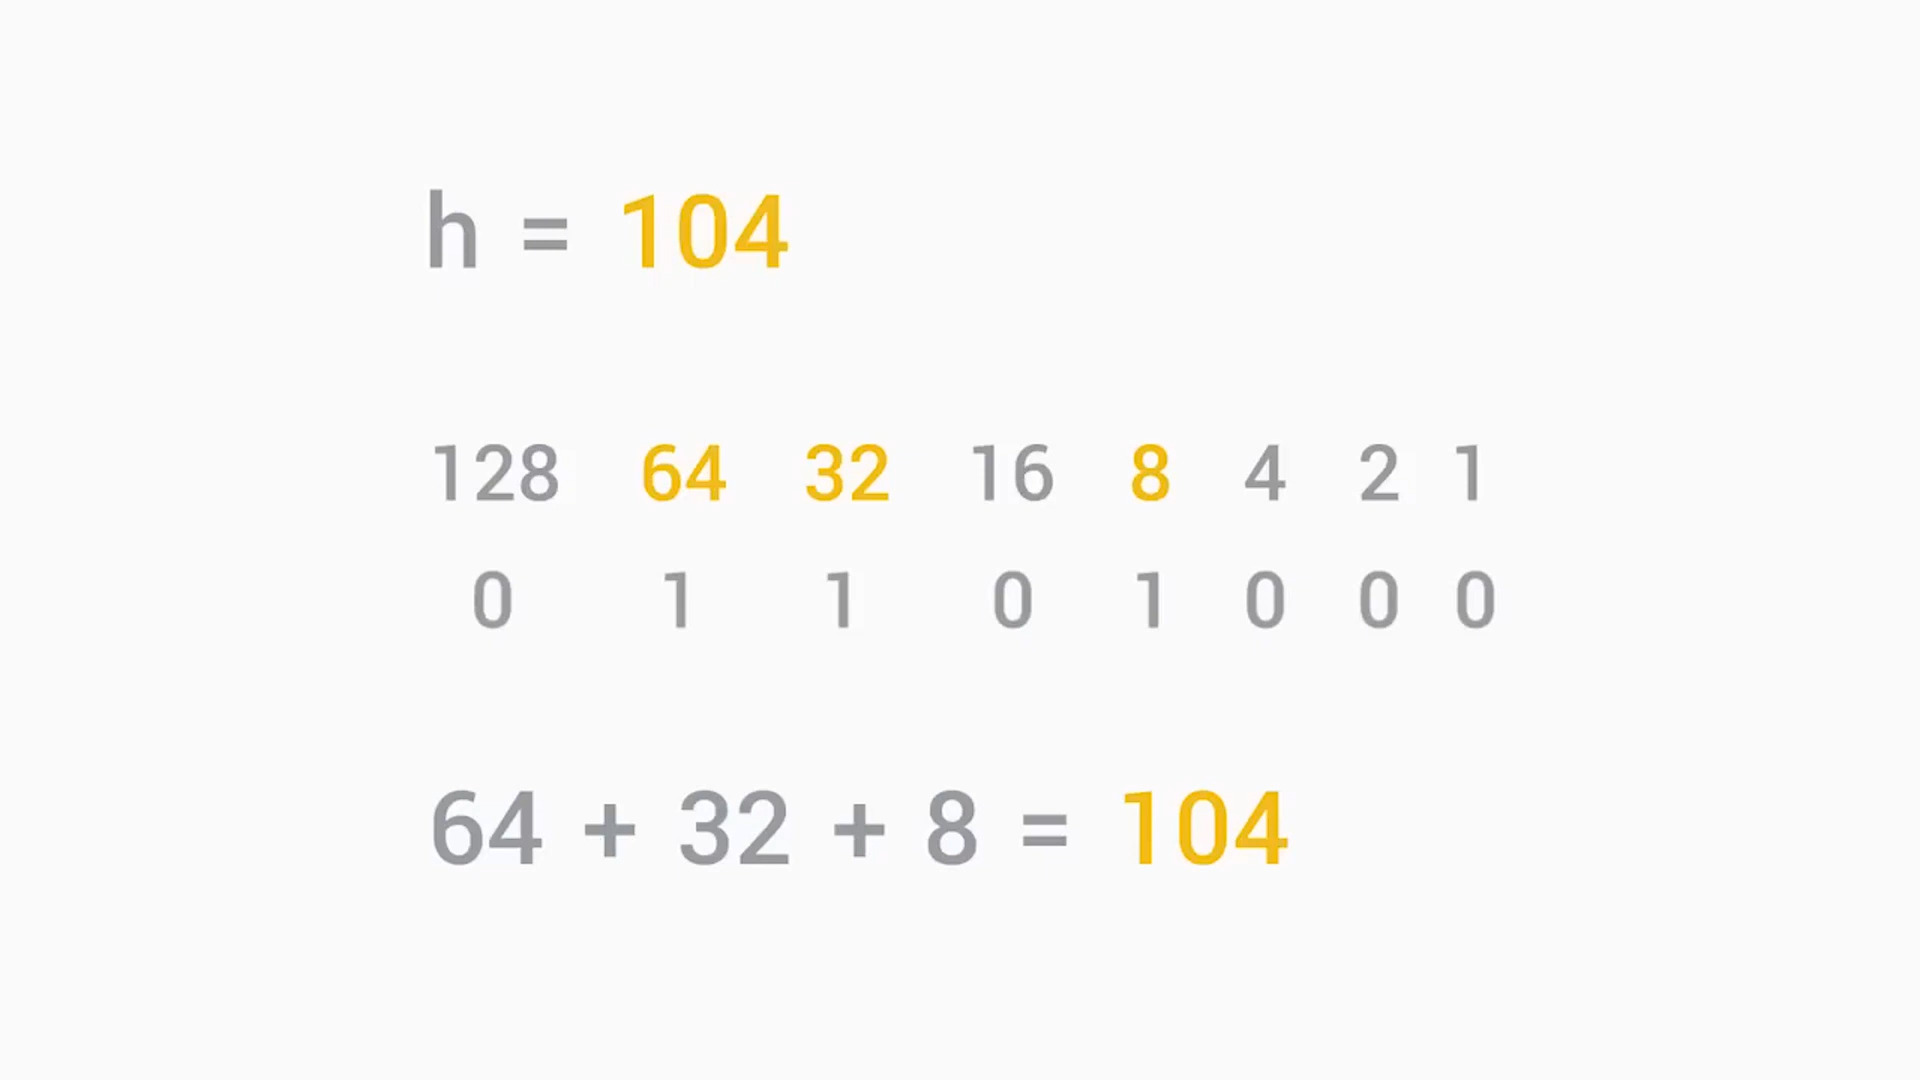 h = 104
128 64 32 16 8 4 2 1
0 1 1 0 1 0 0 0
64 + 32 + 8 = 104